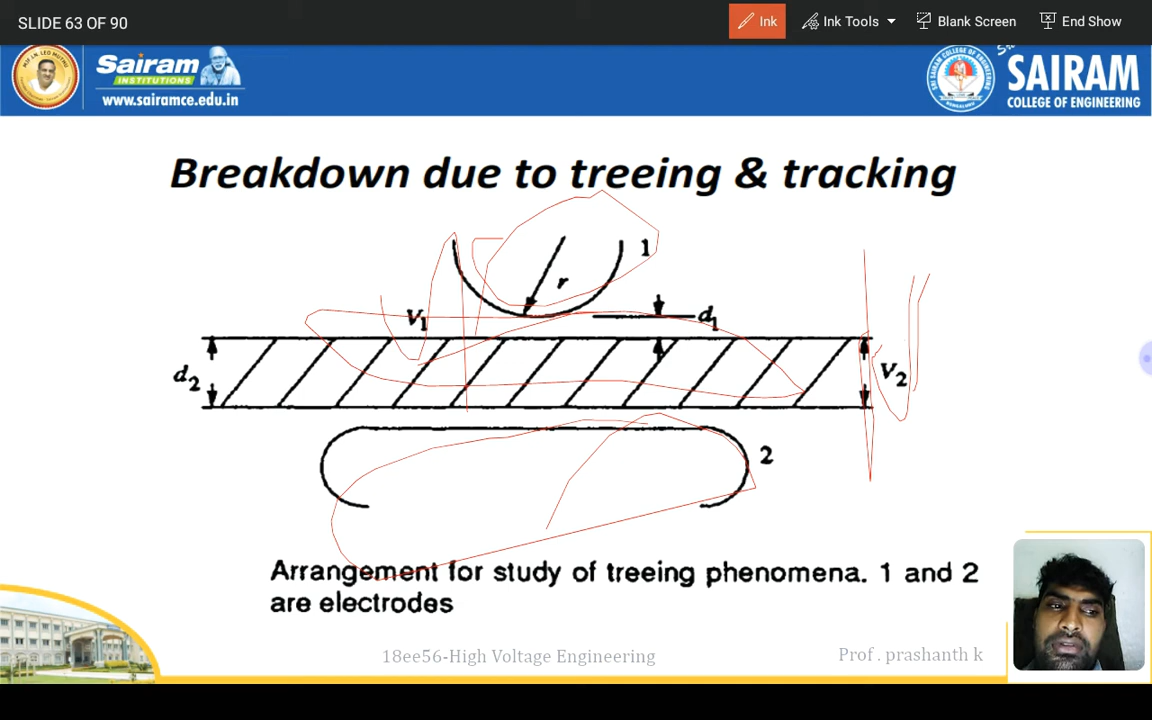 SLIDE 63 OF 90
Ink
Ink Tools
Blank Screen
End Show
Sairam
INSTITUTIONS
www.sairamce.edu.in
SAIRAM
COLLEGE OF ENGINEERING
Breakdown due to treeing & tracking
1
r
V1
d1
d2
V2
2
Arrangement for study of treeing phenomena. 1 and 2
are electrodes
18ee56-High Voltage Engineering
Prof . prashanth k